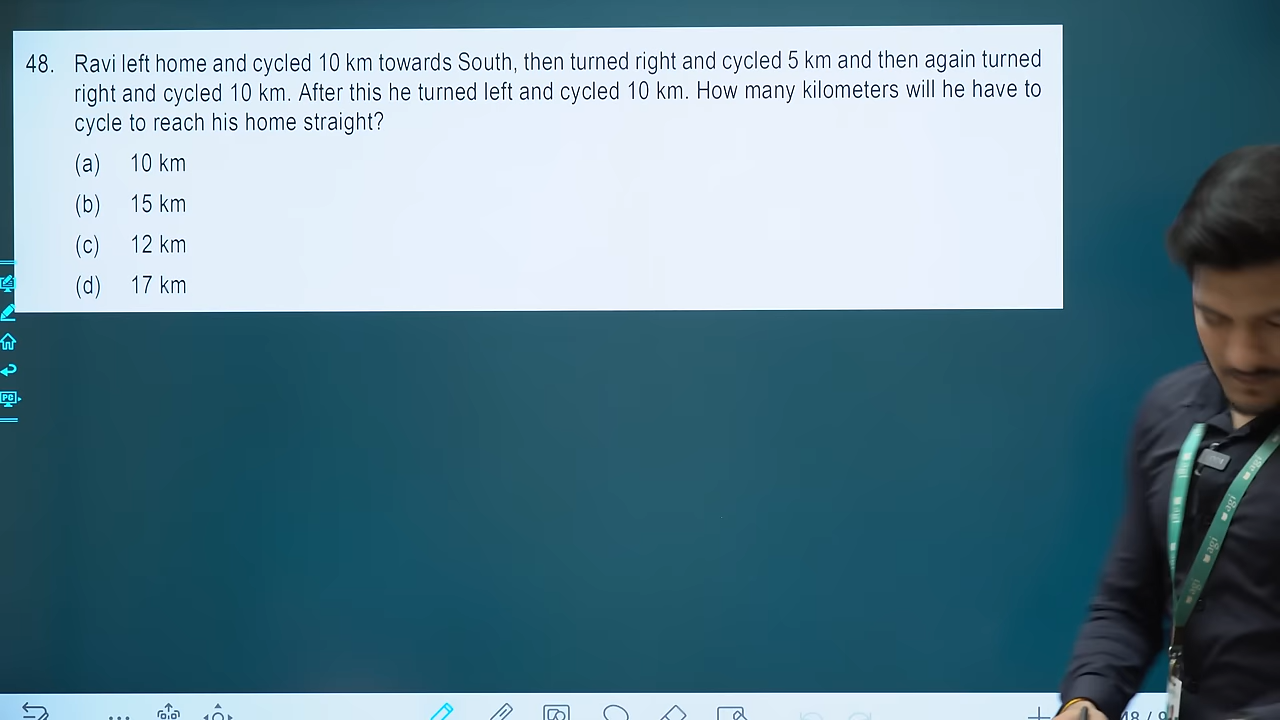 48. Ravi left home and cycled 10 km towards South, then turned right and cycled 5 km and then again turned
right and cycled 10 km. After this he turned left and cycled 10 km. How many kilometers will he have to
cycle to reach his home straight?
(a) 10 km
(b) 15 km
(c) 12 km
(d) 17 km
PC